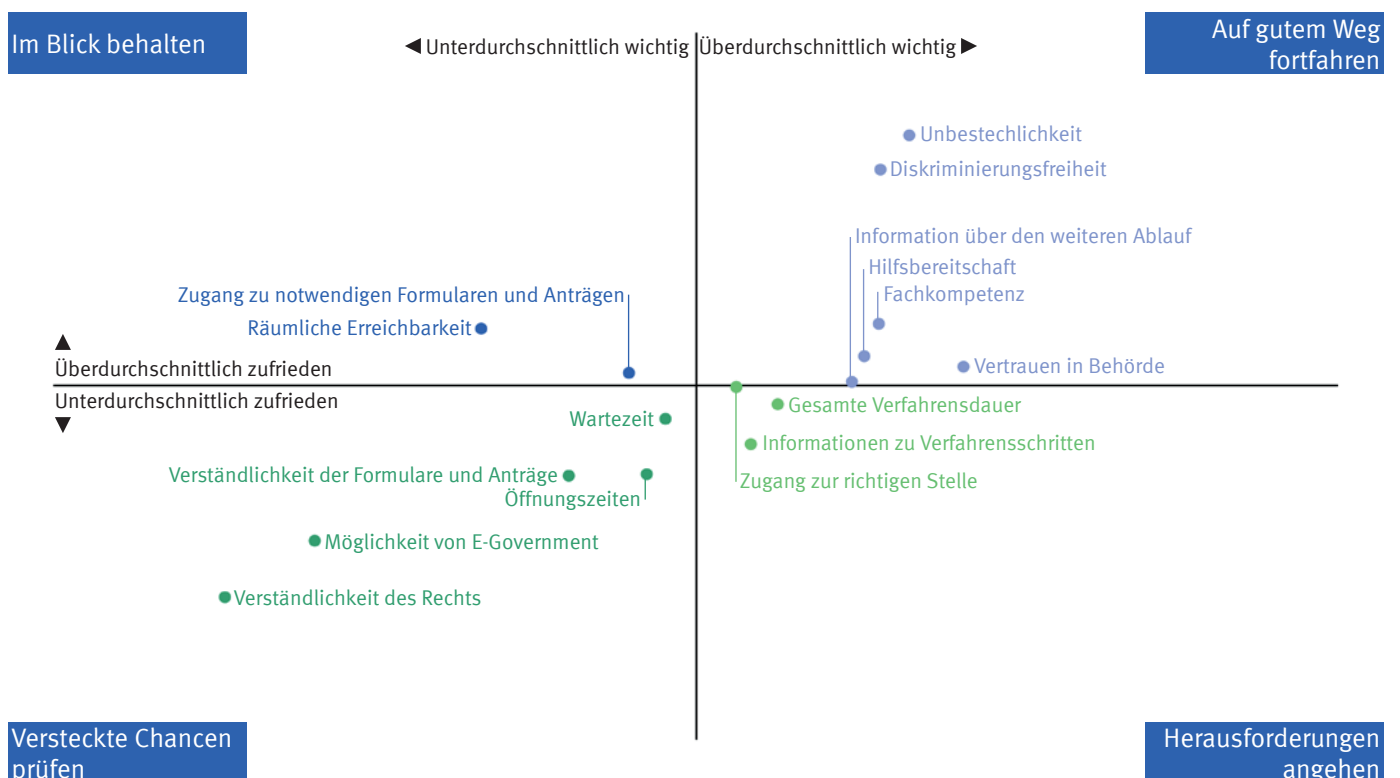 Im Blick behalten
◀ Unterdurchschnittlich wichtig
Überdurchschnittlich wichtig ▶
Auf gutem Weg
fortfahren
Unbestechlichkeit
Diskriminierungsfreiheit
Information über den weiteren Ablauf
Hilfsbereitschaft
Fachkompetenz
Zugang zu notwendigen Formularen und Anträgen
Räumliche Erreichbarkeit
▲
Überdurchschnittlich zufrieden
Vertrauen in Behörde
Unterdurchschnittlich zufrieden
▼
Gesamte Verfahrensdauer
Wartezeit
Informationen zu Verfahrensschritten
Verständlichkeit der Formulare und Anträge
Zugang zur richtigen Stelle
Öffnungszeiten
Möglichkeit von E-Government
Verständlichkeit des Rechts
Versteckte Chancen
prüfen
Herausforderungen
angehen